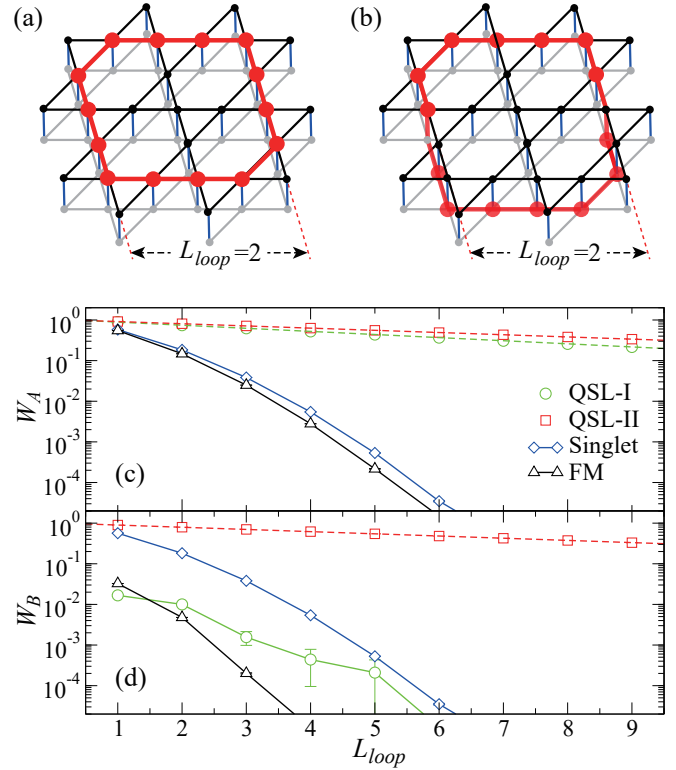 (a) (b)
L_loop=2 L_loop=2
10^0
10^-1
10^-2
10^-3
10^-4
W_A
QSL-I
QSL-II
Singlet
FM
(c)
10^0
10^-1
10^-2
10^-3
10^-4
W_B
(d)
1 2 3 4 5 6 7 8 9
L_loop